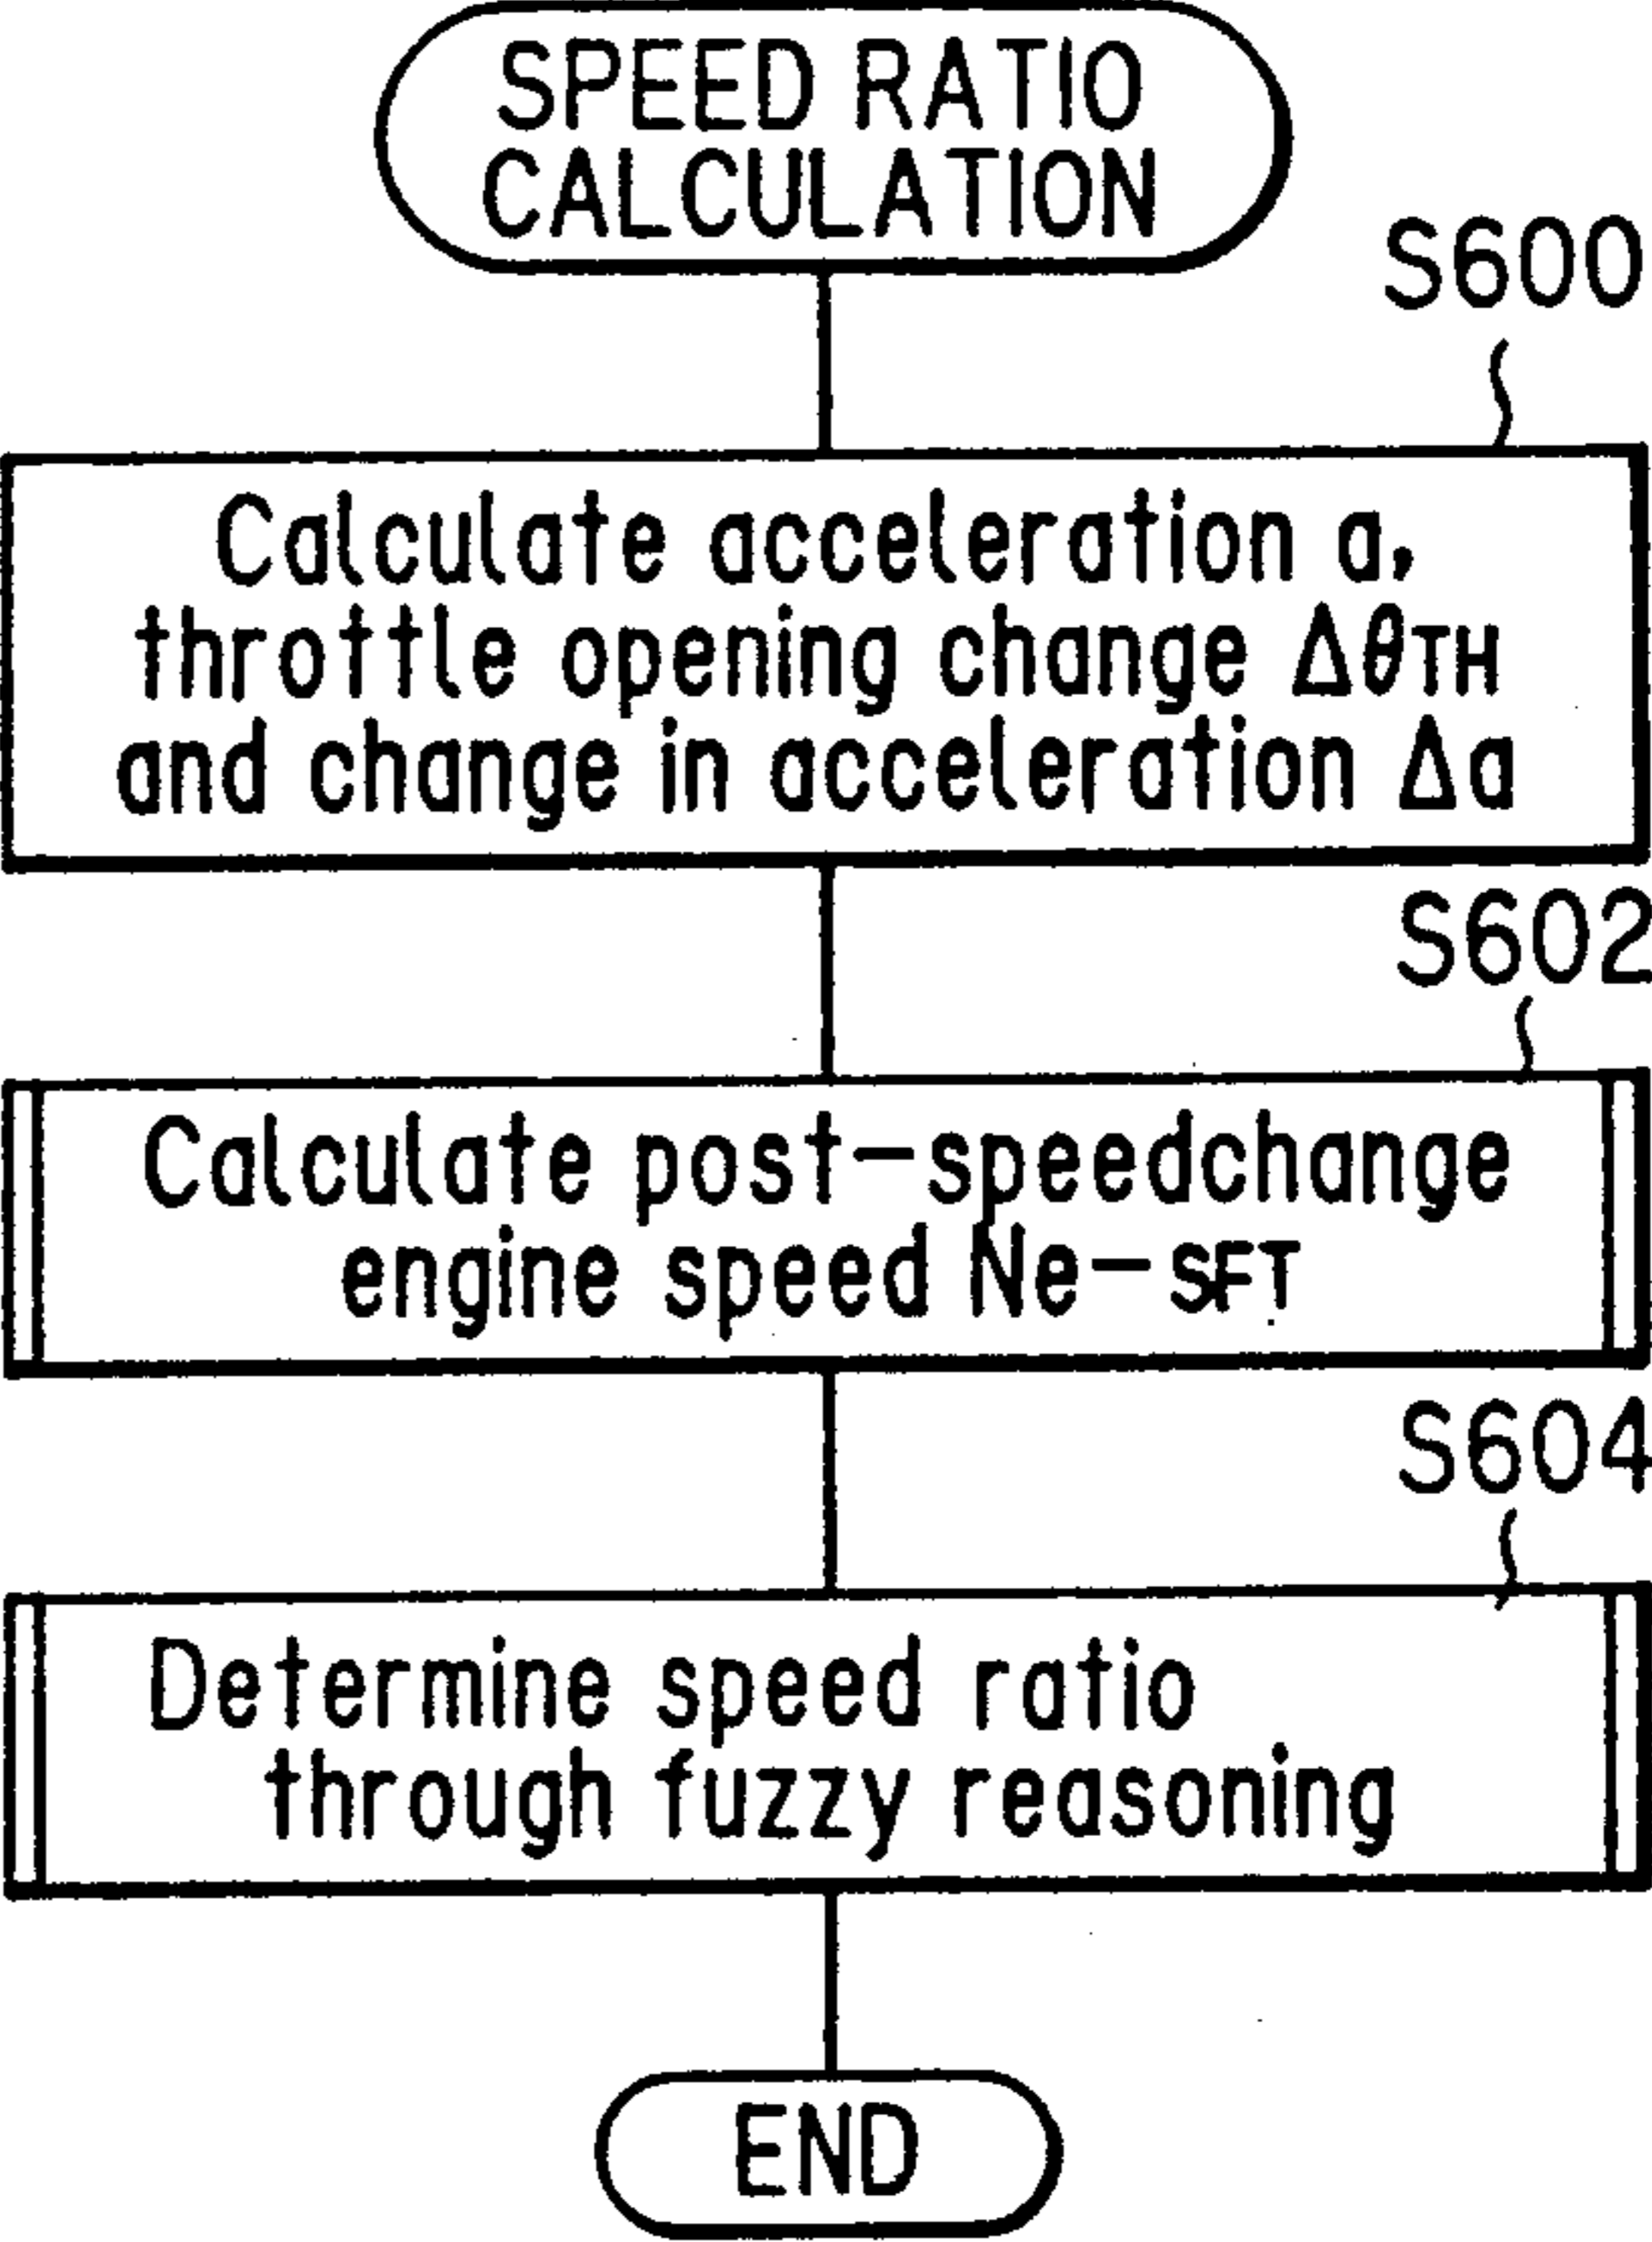 SPEED RATIO
CALCULATION
S600
Calculate acceleration a,
throttle opening change ΔθTH
and change in acceleration Δa
S602
Calculate post-speedchange
engine speed Ne-SFT
S604
Determine speed ratio
through fuzzy reasoning
END